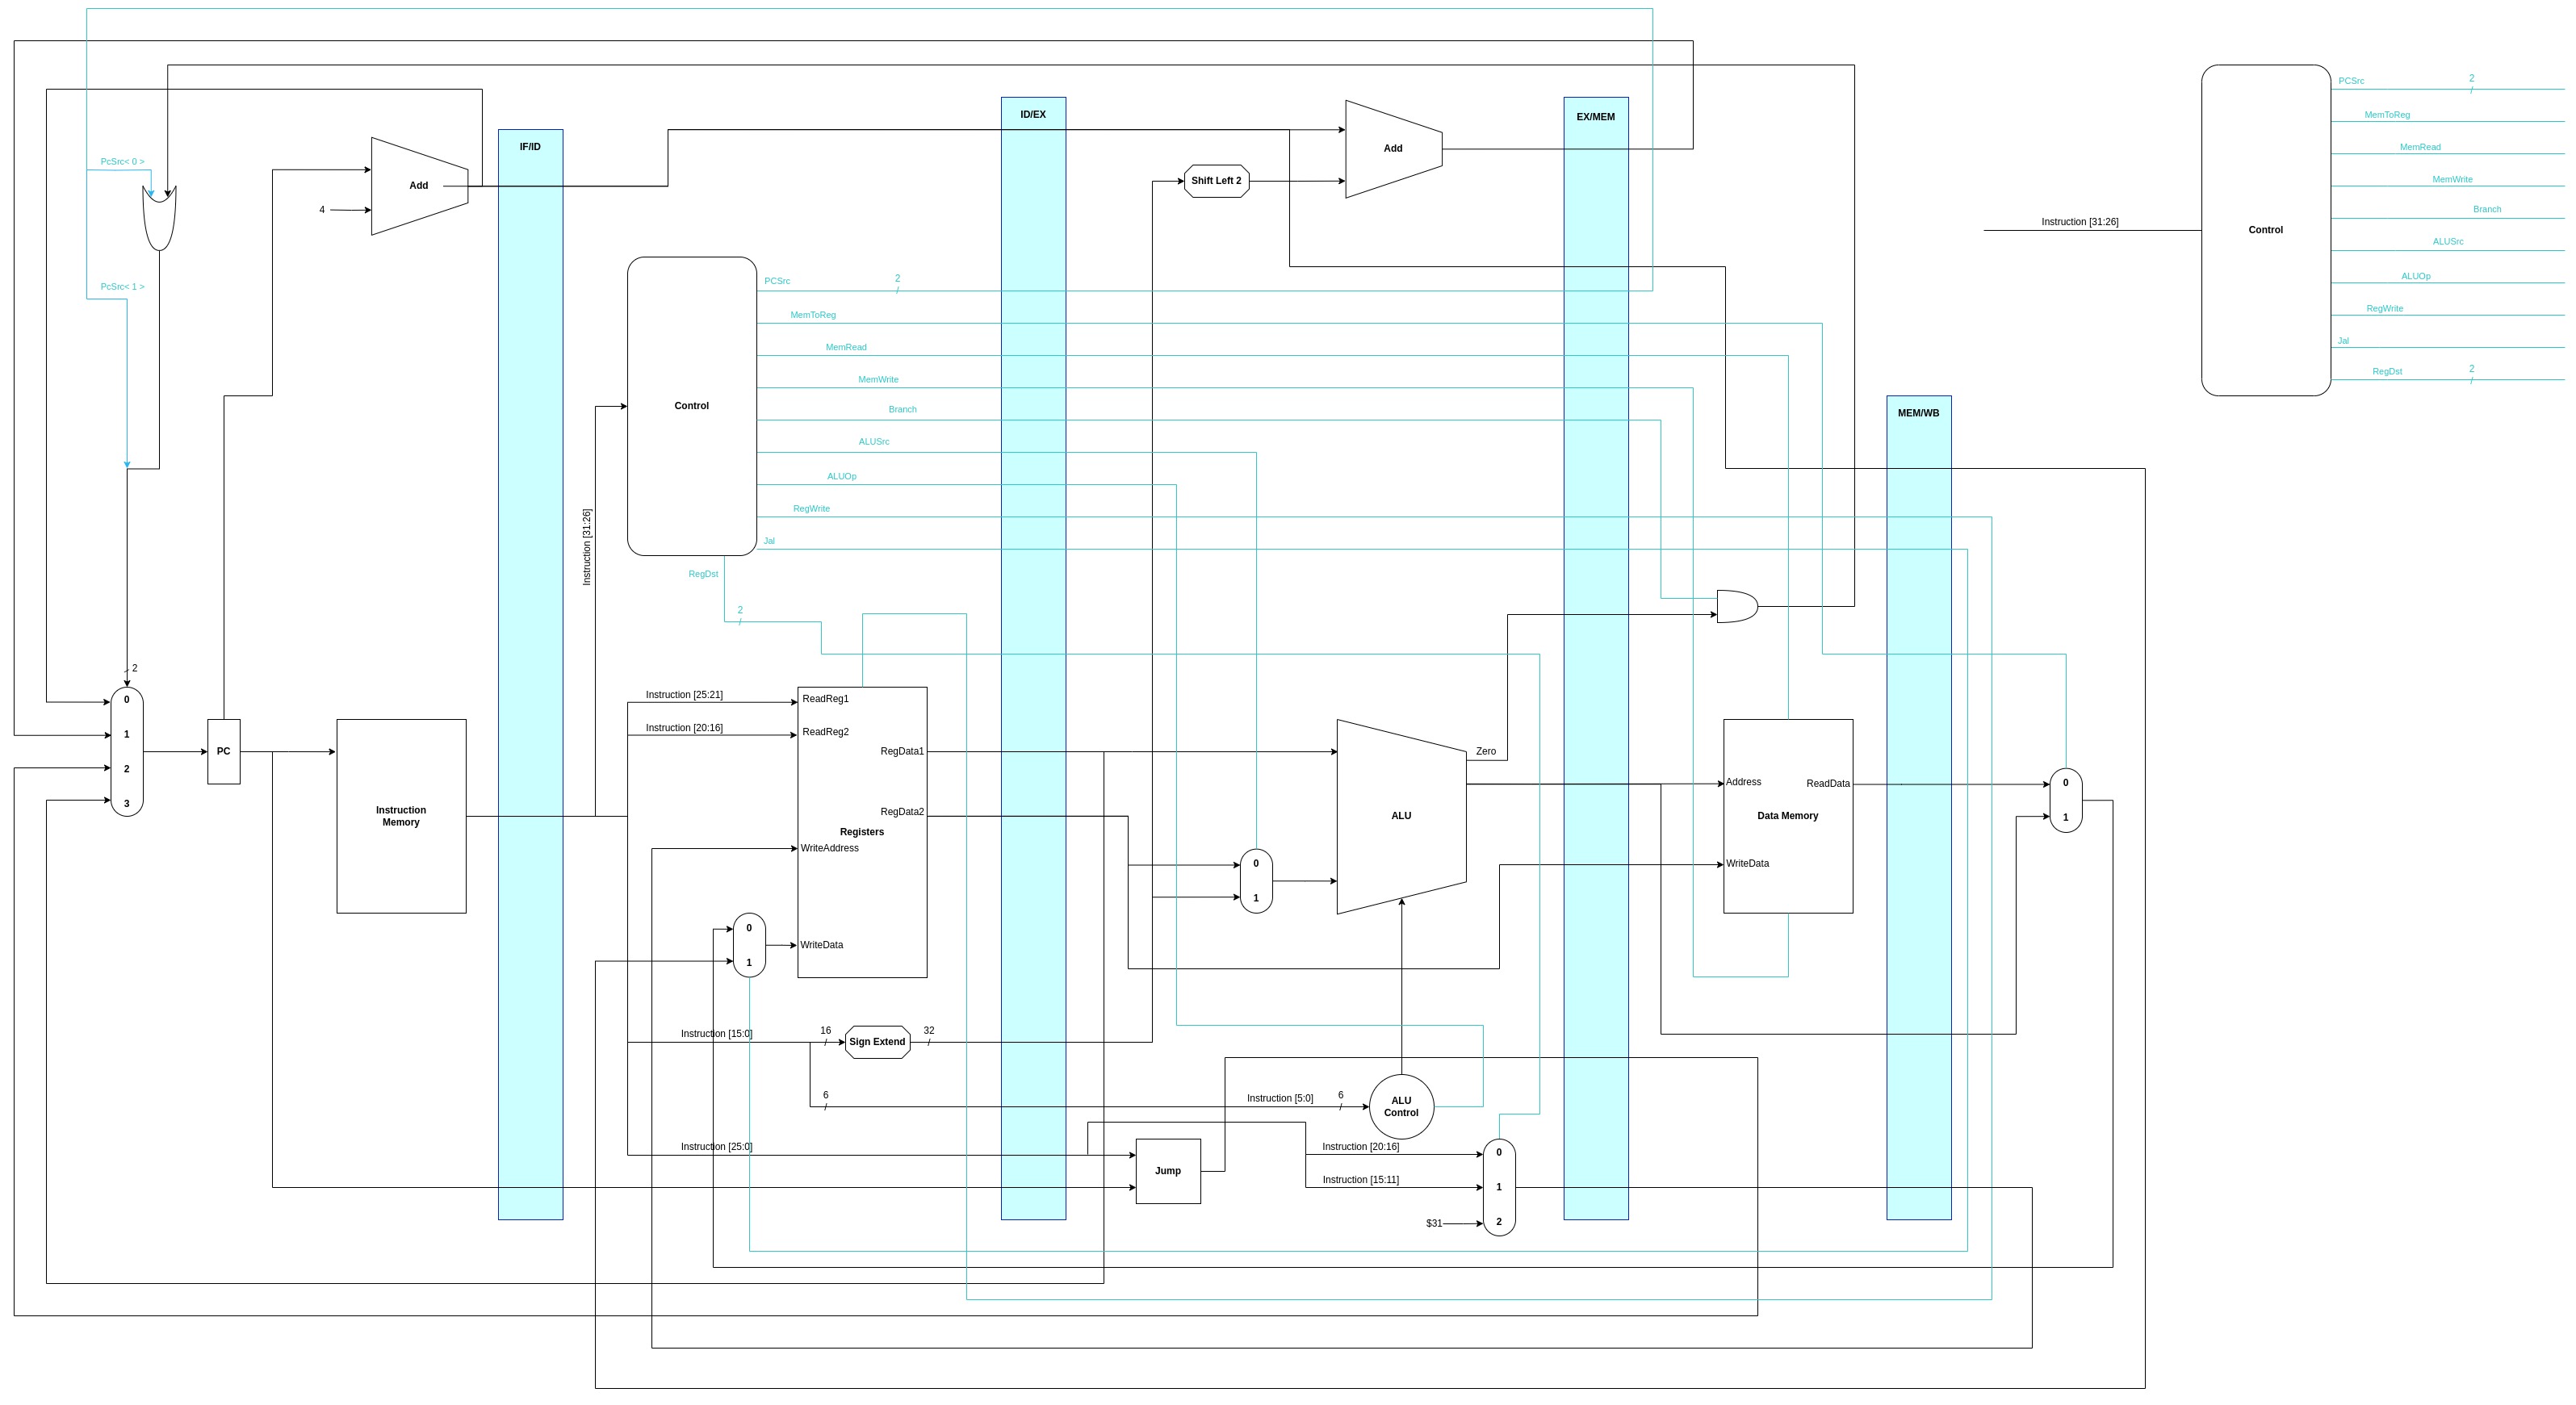 PCSrc
2
/
MemToReg
ID/EX
EX/MEM
IF/ID
MemRead
PcSrc< 0 >
Add
Add
MemWrite
Shift Left 2
4
Branch
Instruction [31:26]
Control
ALUSrc
ALUOp
PCSrc
2
/
PcSrc< 1 >
RegWrite
MemToReg
Jal
MemRead
RegDst
2
/
MemWrite
Control
Branch
MEM/WB
ALUSrc
ALUOp
RegWrite
Instruction [31:26]
Jal
RegDst
2
/
2
/
0
1
2
3
PC
Instruction
Memory
Instruction [25:21]
ReadReg1
Instruction [20:16]
ReadReg2
RegData1
RegData2
Registers
WriteAddress
WriteData
0
1
Zero
ALU
0
1
Address
ReadData
Data Memory
WriteData
0
1
Instruction [15:0]
16
/
Sign Extend
32
/
6
/
Instruction [5:0]
6
/
ALU
Control
Instruction [25:0]
Jump
Instruction [20:16]
Instruction [15:11]
$31
0
1
2